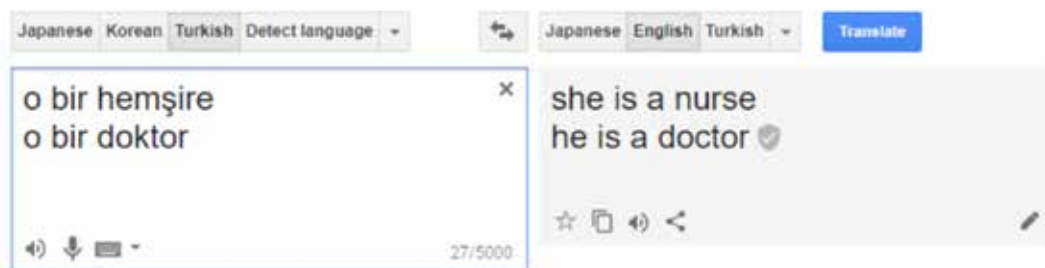 Japanese Korean Turkish Detect language
Japanese English Turkish
Translate
o bir hemşire
o bir doktor
27/5000
she is a nurse
he is a doctor